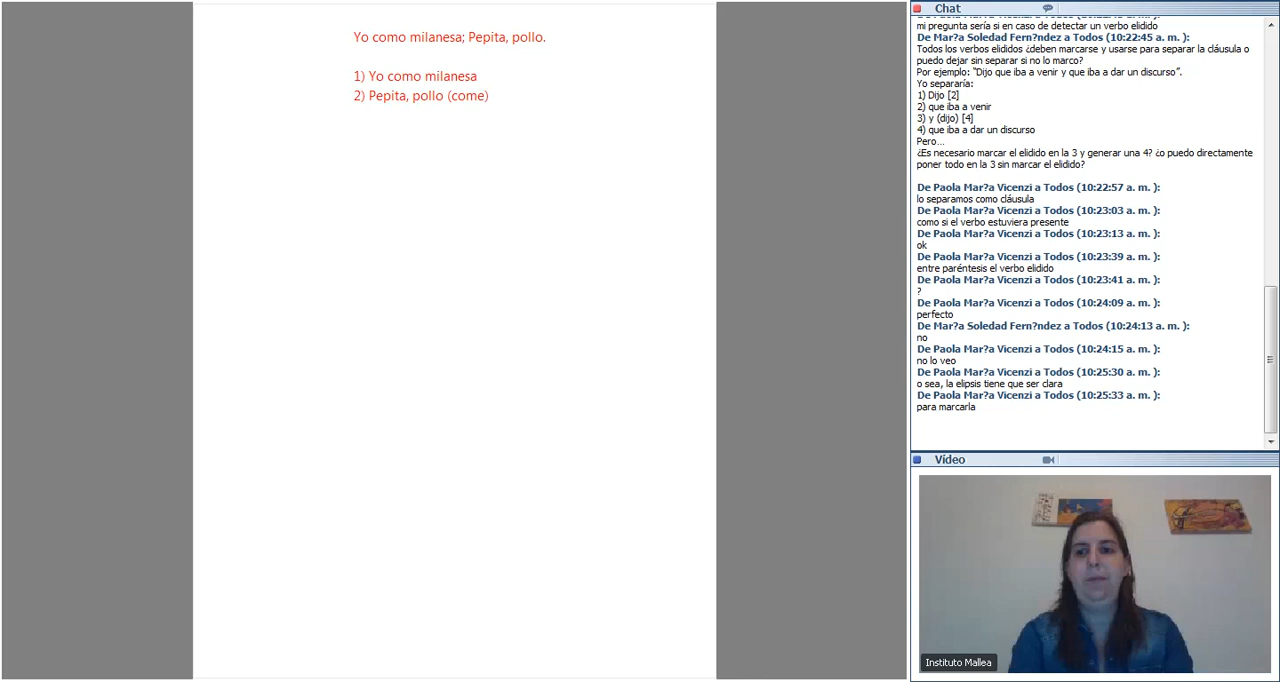 Yo como milanesa; Pepita, pollo.
1) Yo como milanesa
2) Pepita, pollo (come)
Chat
mi pregunta sería si en caso de detectar un verbo elidido
De Mar?a Soledad Fern?ndez a Todos (10:22:45 a. m. ):
Todos los verbos elididos ¿deben marcarse y usarse para separar la cláusula o
puedo dejar sin separar si no lo marco?
Por ejemplo: "Dijo que iba a venir y que iba a dar un discurso".
Yo separaría:
1) Dijo [2]
2) que iba a venir
3) y (dijo) [4]
4) que iba a dar un discurso
Pero...
¿Es necesario marcar el elidido en la 3 y generar una 4? ¿o puedo directamente
poner todo en la 3 sin marcar el elidido?
De Paola Mar?a Vicenzi a Todos (10:22:57 a. m. ):
lo separamos como cláusula
De Paola Mar?a Vicenzi a Todos (10:23:03 a. m. ):
como si el verbo estuviera presente
De Paola Mar?a Vicenzi a Todos (10:23:13 a. m. ):
ok
De Paola Mar?a Vicenzi a Todos (10:23:39 a. m. ):
entre paréntesis el verbo elidido
De Paola Mar?a Vicenzi a Todos (10:23:41 a. m. ):
?
De Paola Mar?a Vicenzi a Todos (10:24:09 a. m. ):
perfecto
De Mar?a Soledad Fern?ndez a Todos (10:24:13 a. m. ):
no
De Paola Mar?a Vicenzi a Todos (10:24:15 a. m. ):
no lo veo
De Paola Mar?a Vicenzi a Todos (10:25:30 a. m. ):
o sea, la elipsis tiene que ser clara
De Paola Mar?a Vicenzi a Todos (10:25:33 a. m. ):
para marcarla
Vídeo
Instituto Mallea